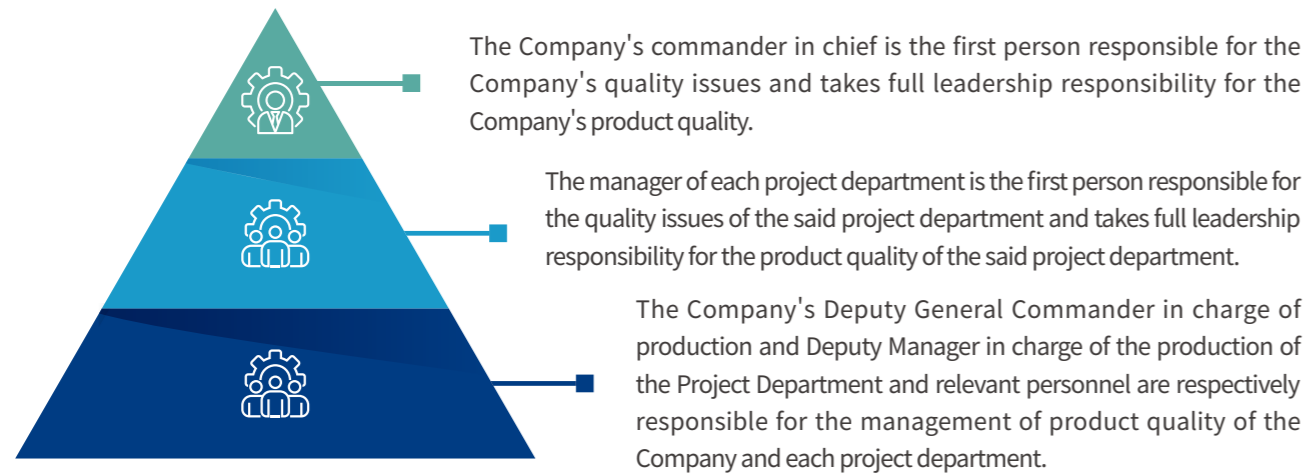 The Company's commander in chief is the first person responsible for the
Company's quality issues and takes full leadership responsibility for the
Company's product quality.
The manager of each project department is the first person responsible for
the quality issues of the said project department and takes full leadership
responsibility for the product quality of the said project department.
The Company's Deputy General Commander in charge of
production and Deputy Manager in charge of the production of
the Project Department and relevant personnel are respectively
responsible for the management of product quality of the
Company and each project department.